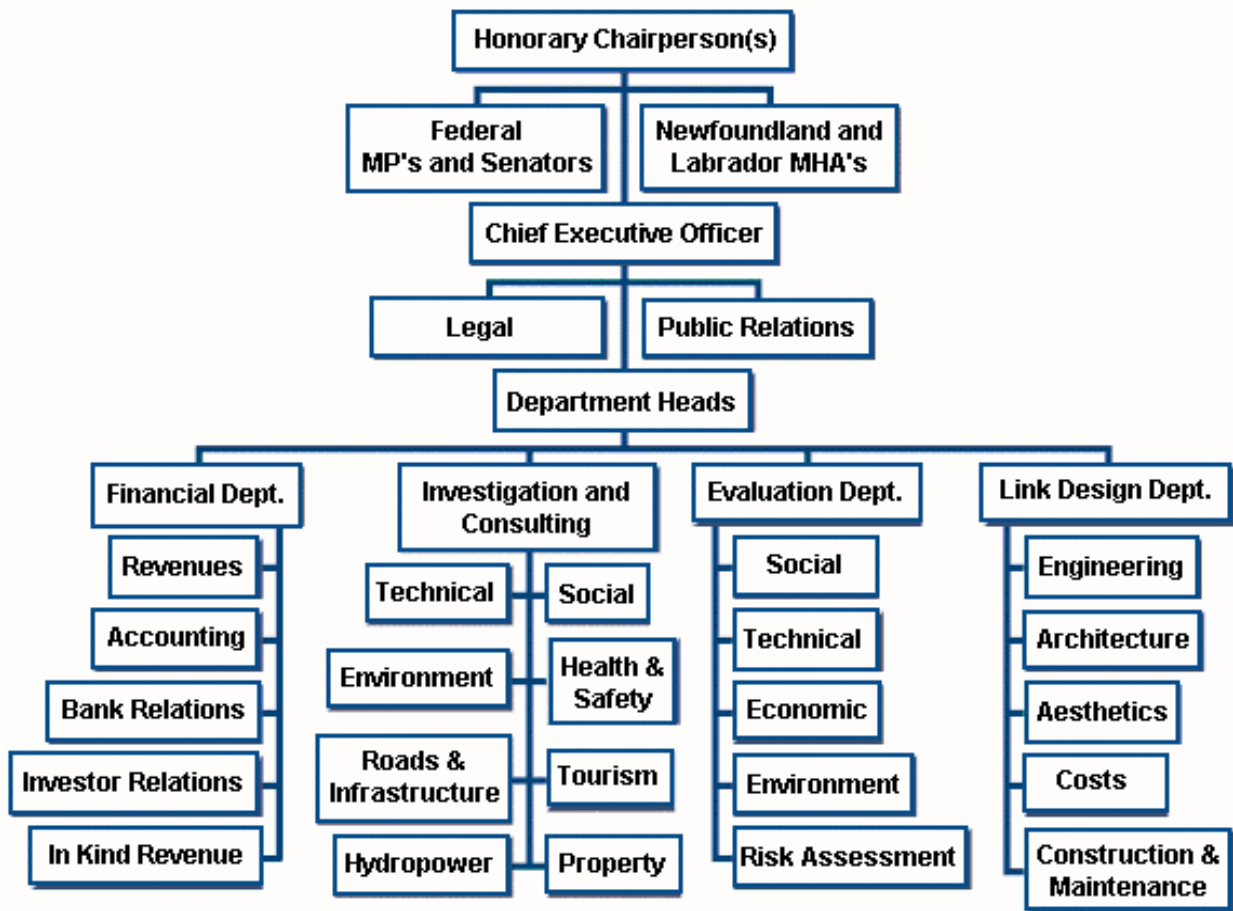 Honorary Chairperson(s)
Federal
MP's and Senators
Newfoundland and
Labrador MHA's
Chief Executive Officer
Legal
Public Relations
Department Heads
Financial Dept.
Revenues
Accounting
Bank Relations
Investor Relations
In Kind Revenue
Investigation and
Consulting
Technical
Social
Environment
Health &
Safety
Roads &
Infrastructure
Tourism
Hydropower
Property
Evaluation Dept.
Social
Technical
Economic
Environment
Risk Assessment
Link Design Dept.
Engineering
Architecture
Aesthetics
Costs
Construction &
Maintenance